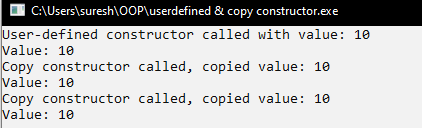 C:\Users\suresh\OOP\userdefined & copy constructor.exe
User-defined constructor called with value: 10
Value: 10
Copy constructor called, copied value: 10
Value: 10
Copy constructor called, copied value: 10
Value: 10